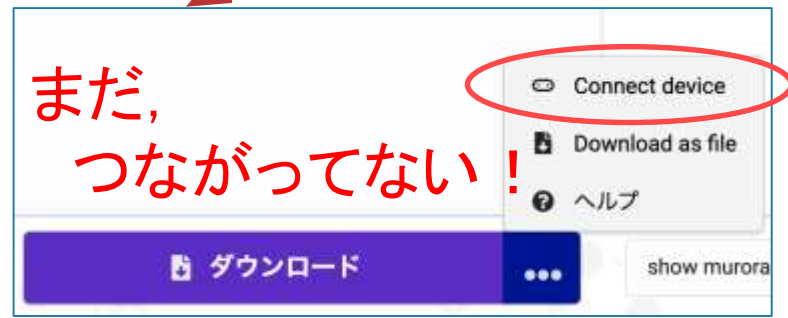 まだ,
つながってない！
Connect device
Download as file
ヘルプ
ダウンロード
show murora